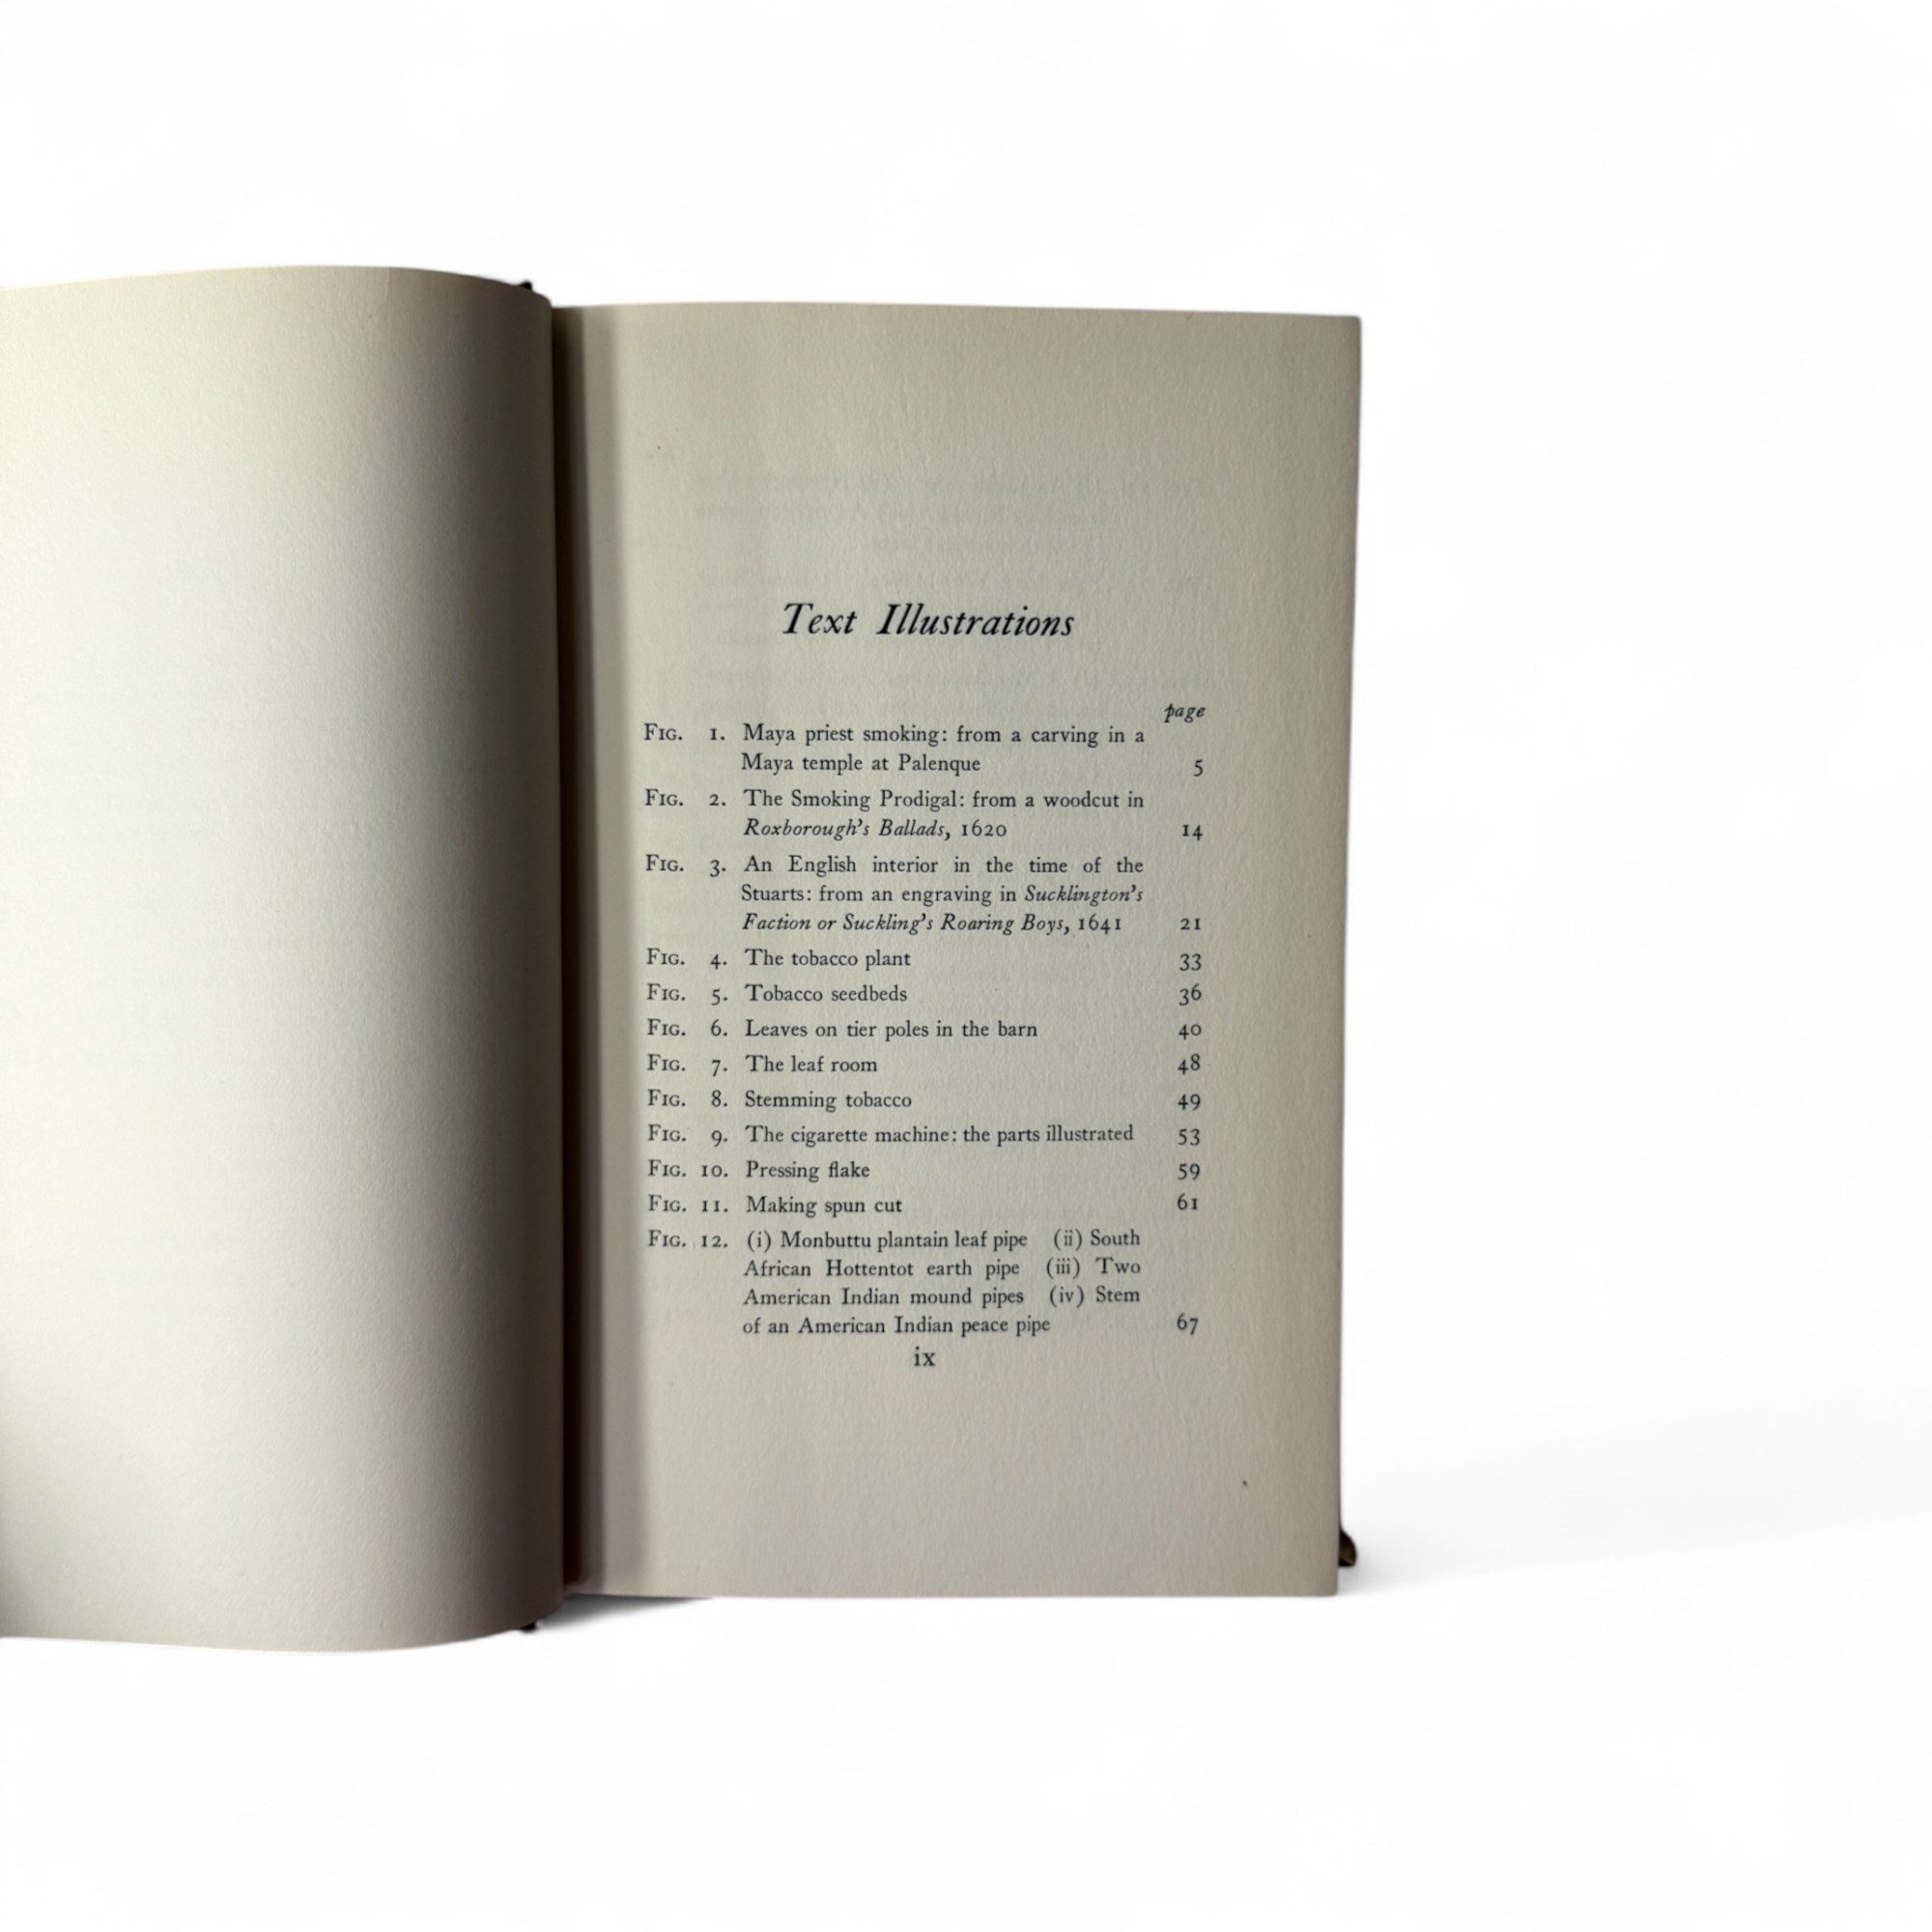 Text Illustrations
page
Fig. 1. Maya priest smoking: from a carving in a
Maya temple at Palenque 5
Fig. 2. The Smoking Prodigal: from a woodcut in
Roxborough's Ballads, 1620 14
Fig. 3. An English interior in the time of the
Stuarts: from an engraving in Sucklington's
Faction or Suckling's Roaring Boys, 1641 21
Fig. 4. The tobacco plant 33
Fig. 5. Tobacco seedbeds 36
Fig. 6. Leaves on tier poles in the barn 40
Fig. 7. The leaf room 48
Fig. 8. Stemming tobacco 49
Fig. 9. The cigarette machine: the parts illustrated 53
Fig. 10. Pressing flake 59
Fig. 11. Making spun cut 61
Fig. 12. (i) Monbuttu plantain leaf pipe (ii) South
African Hottentot earth pipe (iii) Two
American Indian mound pipes (iv) Stem
of an American Indian peace pipe 67
ix